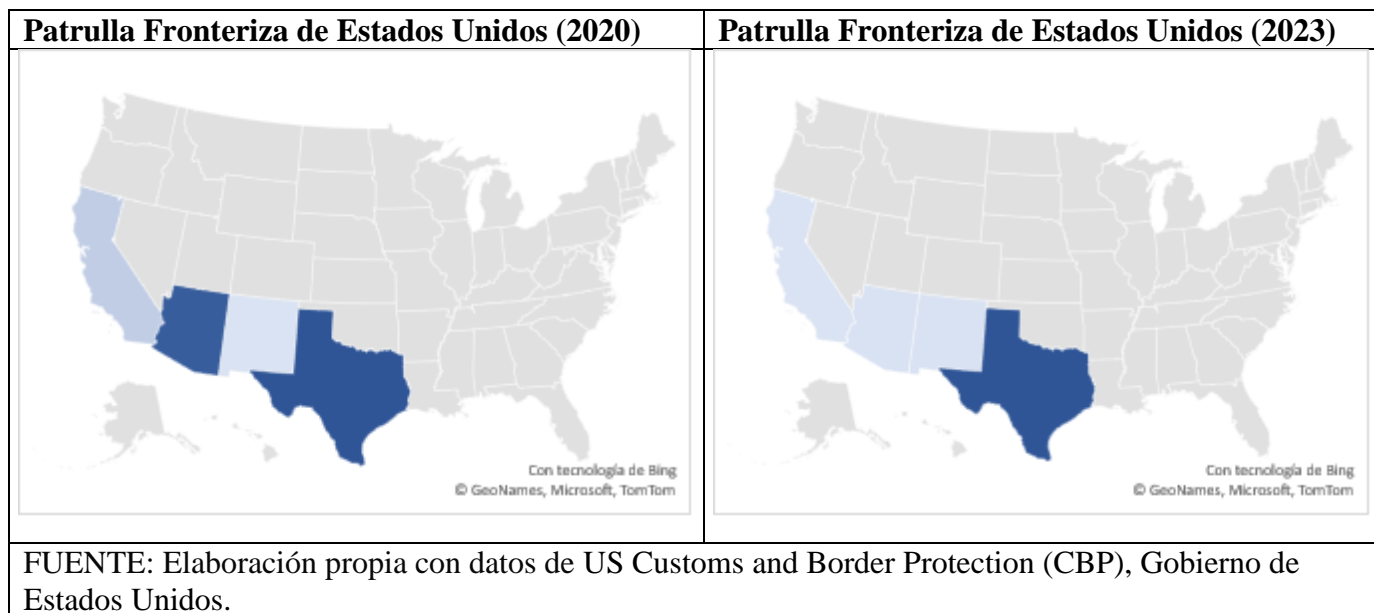 Patrulla Fronteriza de Estados Unidos (2020)
Patrulla Fronteriza de Estados Unidos (2023)
Con tecnología de Bing
© GeoNames, Microsoft, TomTom
Con tecnología de Bing
© GeoNames, Microsoft, TomTom
FUENTE: Elaboración propia con datos de US Customs and Border Protection (CBP), Gobierno de
Estados Unidos.